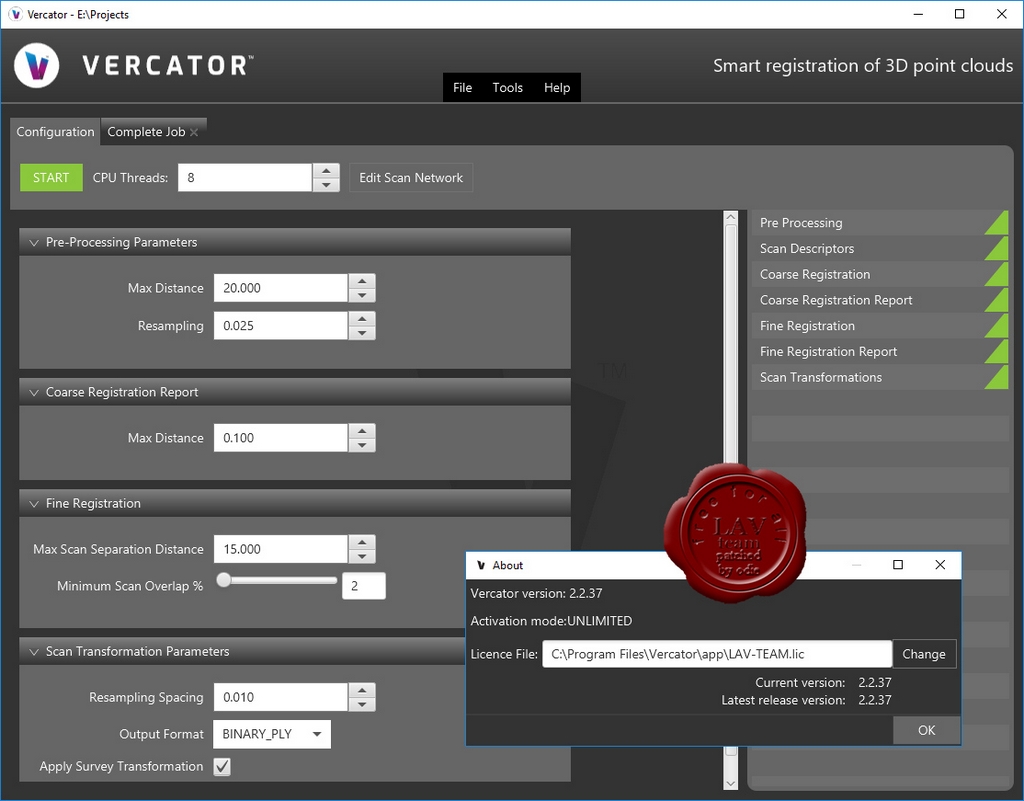 Vercator - E:\Projects
VERCATOR™
Smart registration of 3D point clouds
File Tools Help
Configuration
Complete Job
START
CPU Threads: 8
Edit Scan Network
Pre-Processing Parameters
Max Distance 20.000
Resampling 0.025
Coarse Registration Report
Max Distance 0.100
Fine Registration
Max Scan Separation Distance 15.000
Minimum Scan Overlap % 2
Scan Transformation Parameters
Resampling Spacing 0.010
Output Format BINARY_PLY
Apply Survey Transformation
Pre Processing
Scan Descriptors
Coarse Registration
Coarse Registration Report
Fine Registration
Fine Registration Report
Scan Transformations
TM
free for all
LAV
team
patched
by odie
About
Vercator version: 2.2.37
Activation mode:UNLIMITED
Licence File: C:\Program Files\Vercator\app\LAV-TEAM.lic Change
Current version: 2.2.37
Latest release version: 2.2.37
OK